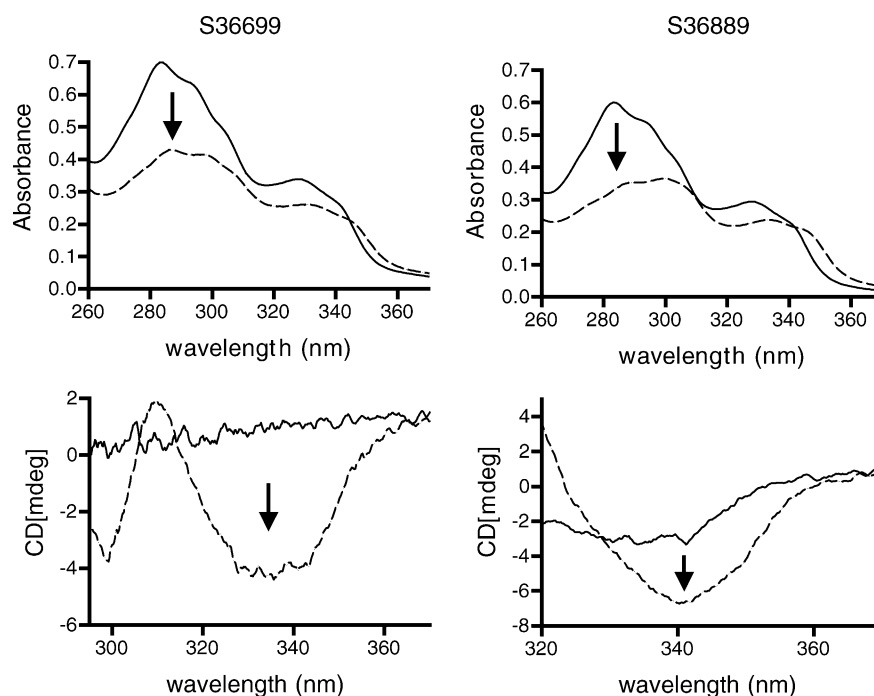 S36699
S36889
Absorbance
0.7
0.6
0.5
0.4
0.3
0.2
0.1
0.0
260 280 300 320 340 360
wavelength (nm)
Absorbance
0.7
0.6
0.5
0.4
0.3
0.2
0.1
0.0
260 280 300 320 340 360
wavelength (nm)
CD[mdeg]
2
0
-2
-4
-6
300 320 340 360
wavelength (nm)
CD[mdeg]
4
2
0
-2
-4
-6
-8
320 340 360
wavelength (nm)